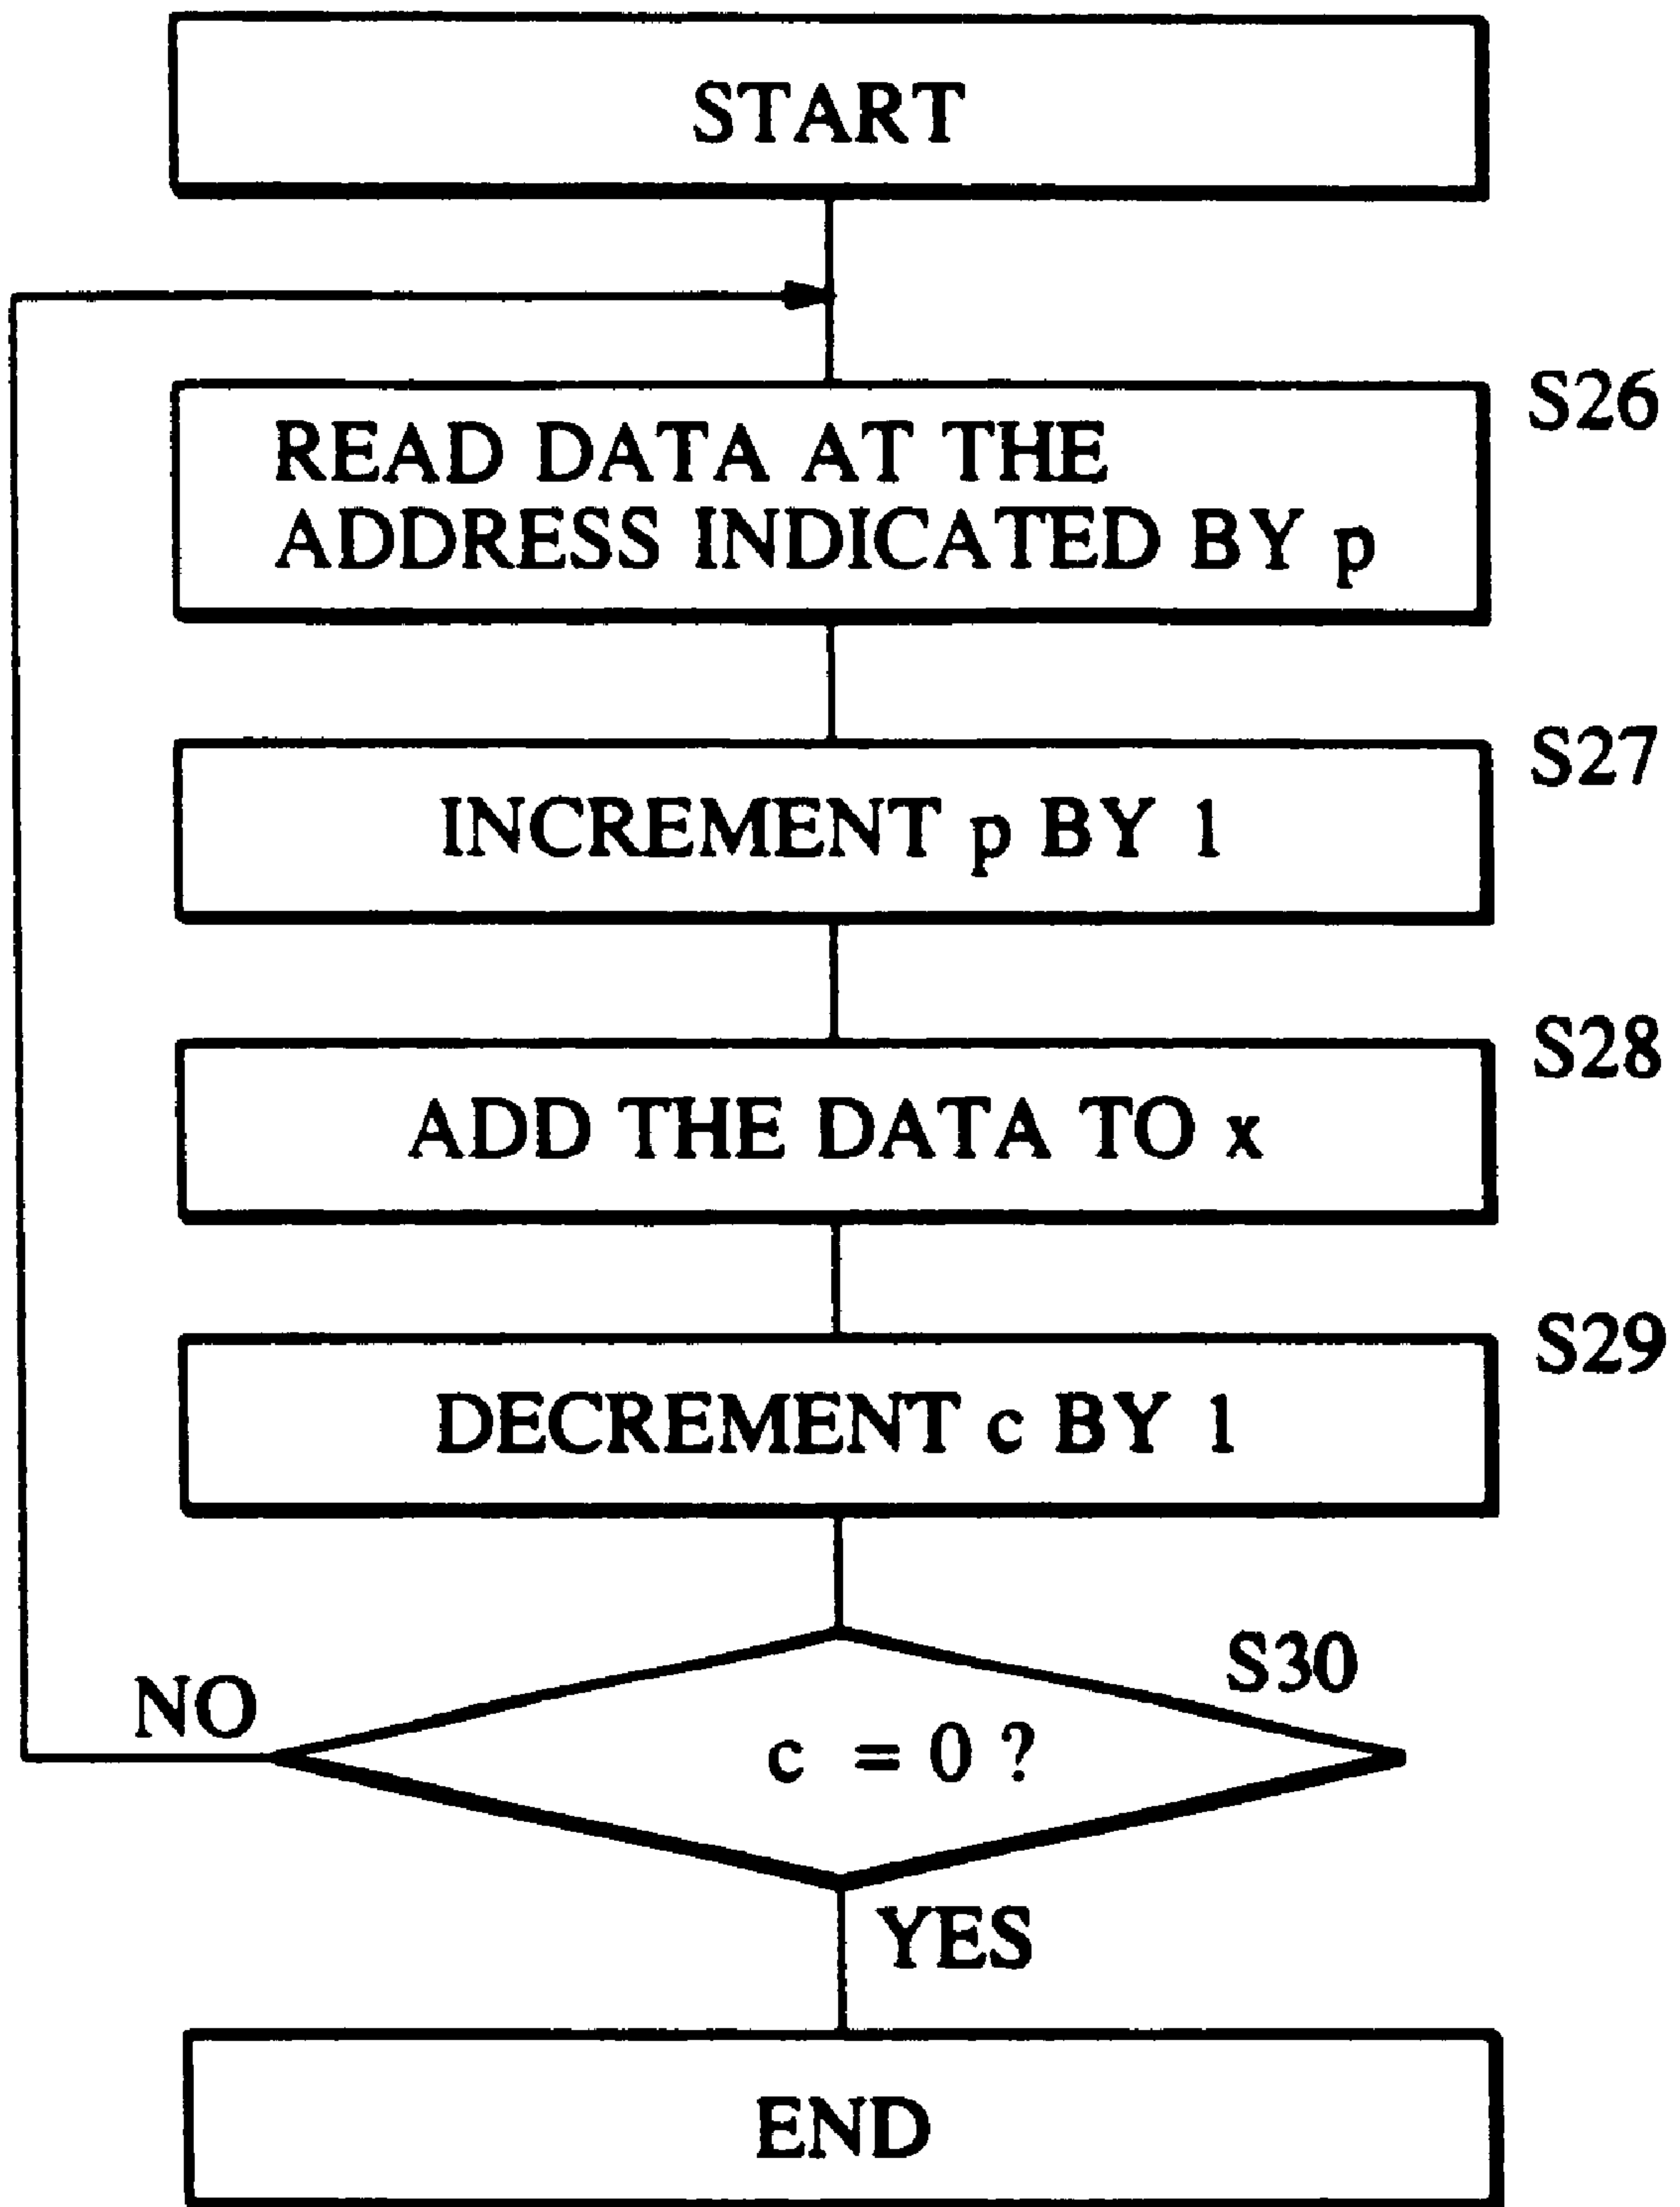 START
S26
READ DATA AT THE
ADDRESS INDICATED BY p
S27
INCREMENT p BY 1
S28
ADD THE DATA TO x
S29
DECREMENT c BY 1
S30
NO
c = 0 ?
YES
END